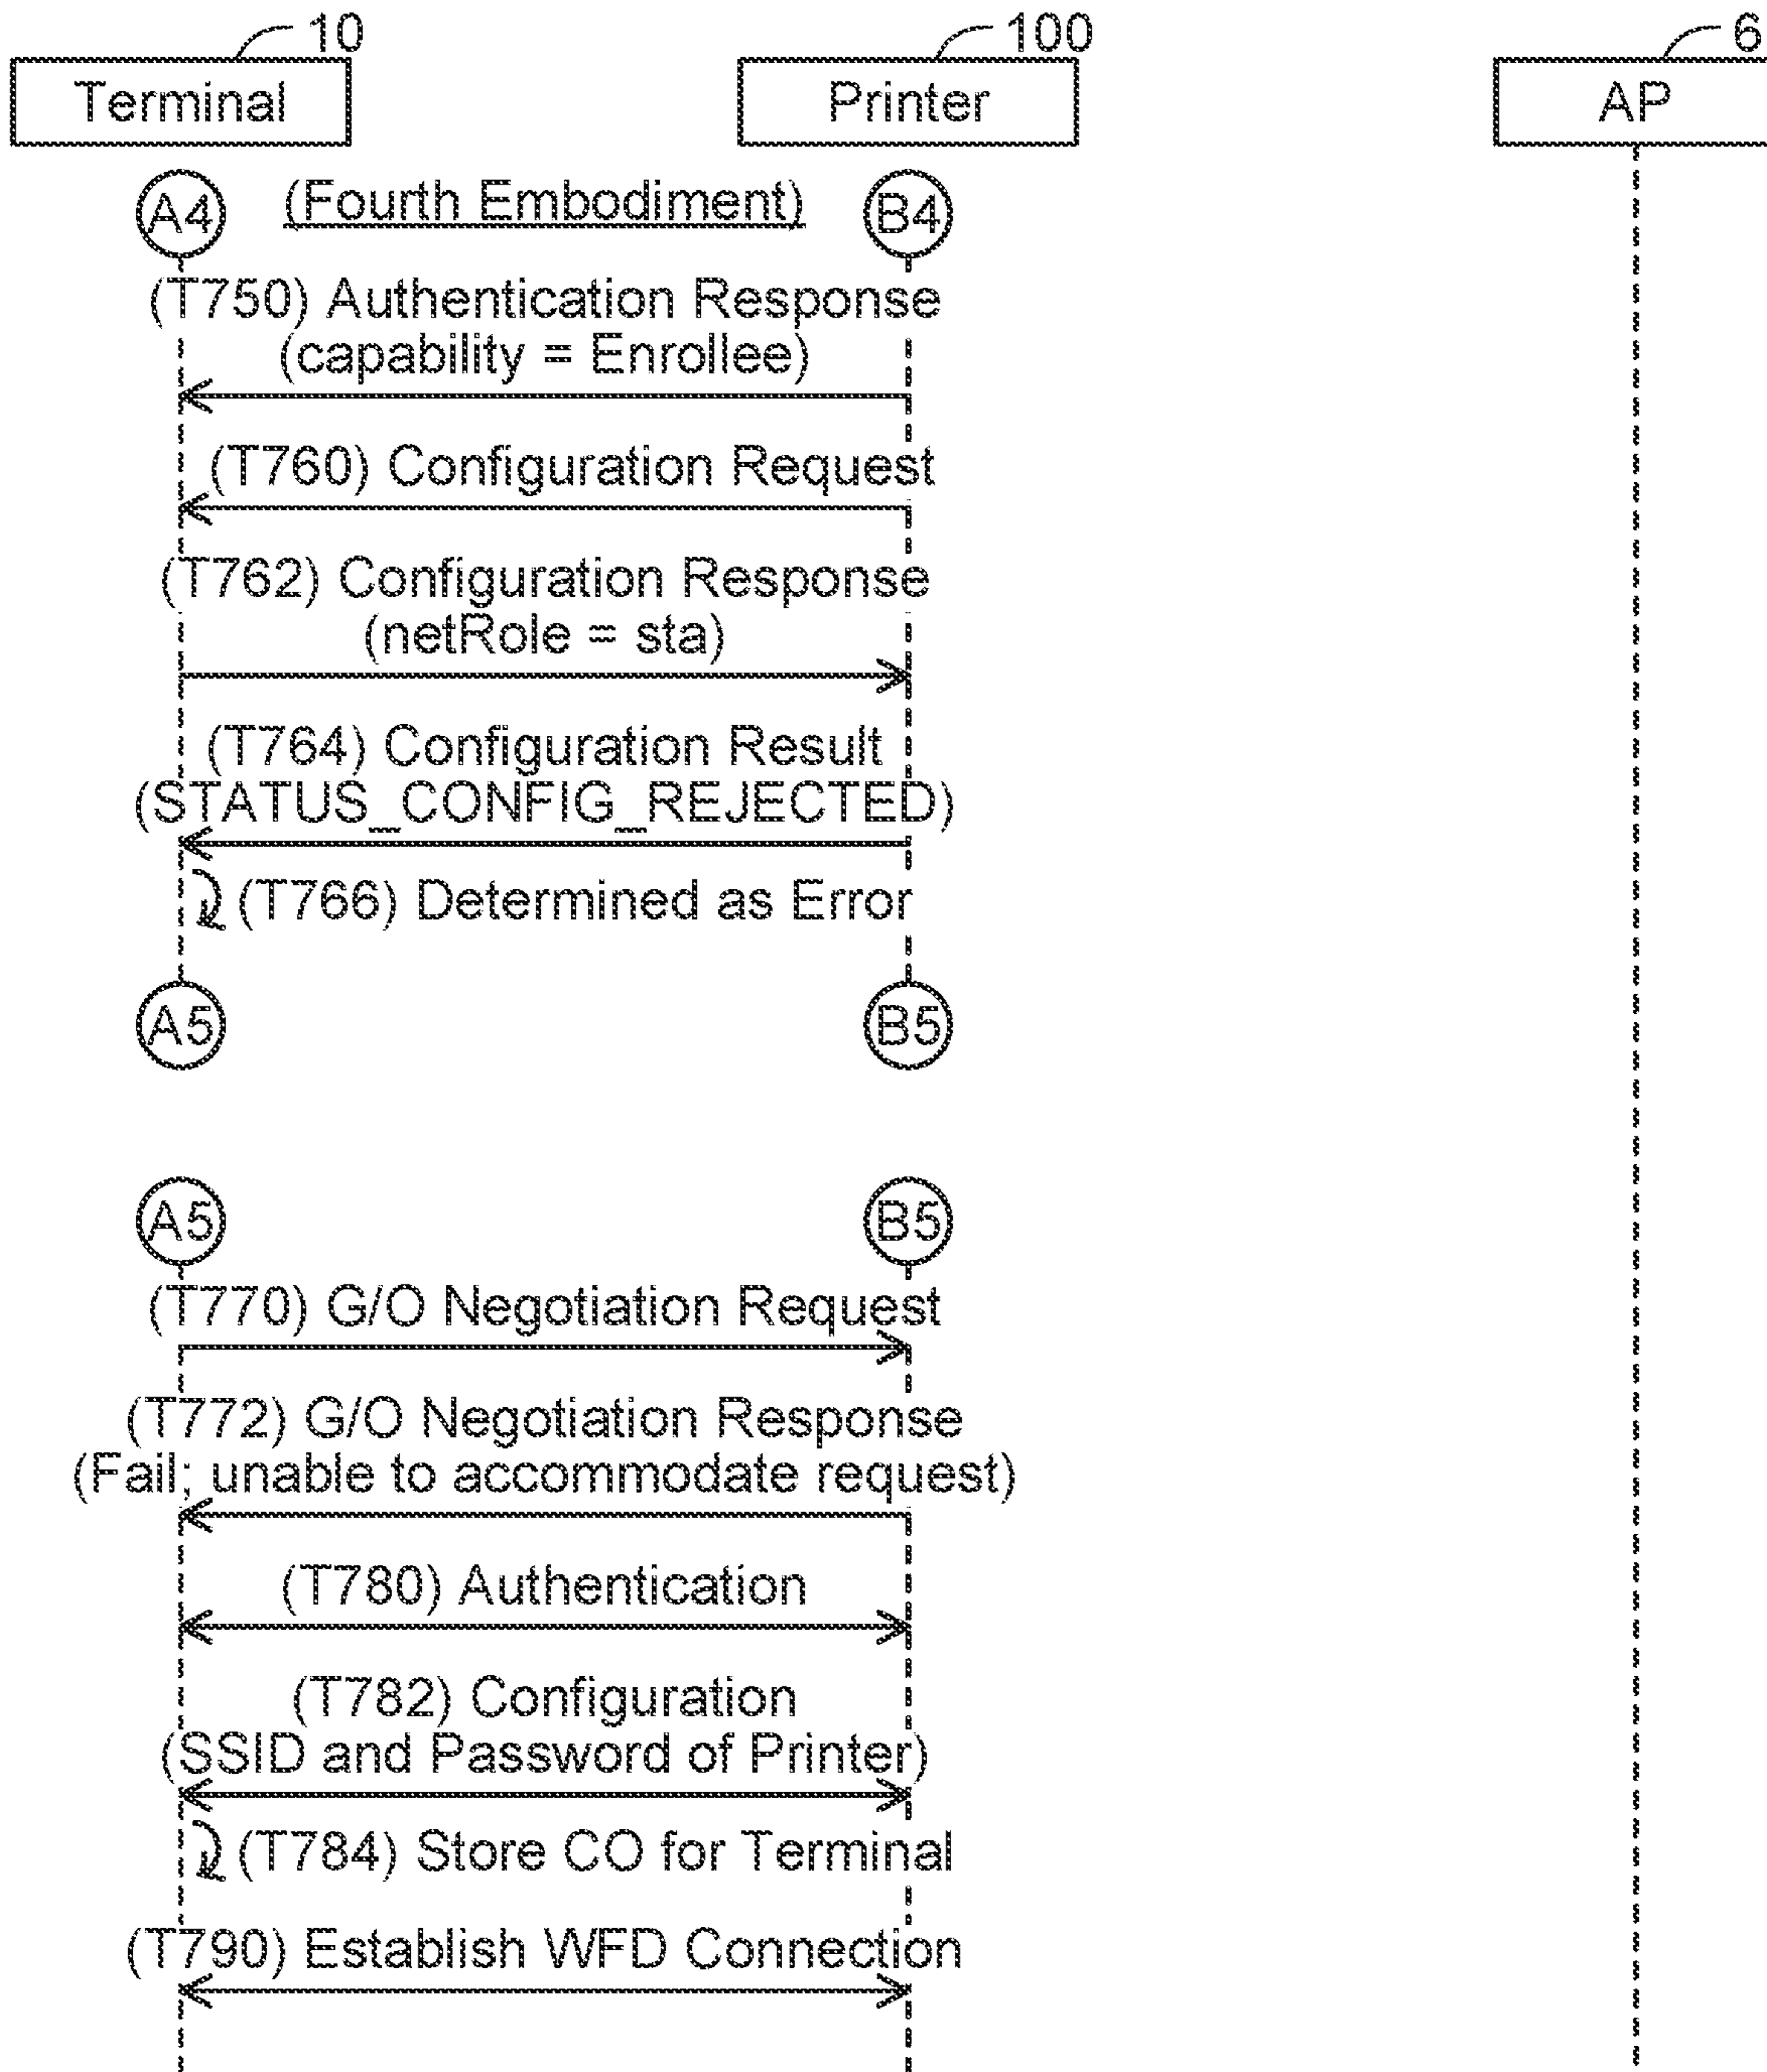 10
100
6
Terminal
Printer
AP
A4
(Fourth Embodiment)
B4
(T750) Authentication Response
(capability = Enrollee)
(T760) Configuration Request
(T762) Configuration Response
(netRole = sta)
(T764) Configuration Result
(STATUS_CONFIG_REJECTED)
(T766) Determined as Error
A5
B5
A5
B5
(T770) G/O Negotiation Request
(T772) G/O Negotiation Response
(Fail; unable to accommodate request)
(T780) Authentication
(T782) Configuration
(SSID and Password of Printer)
(T784) Store CO for Terminal
(T790) Establish WFD Connection